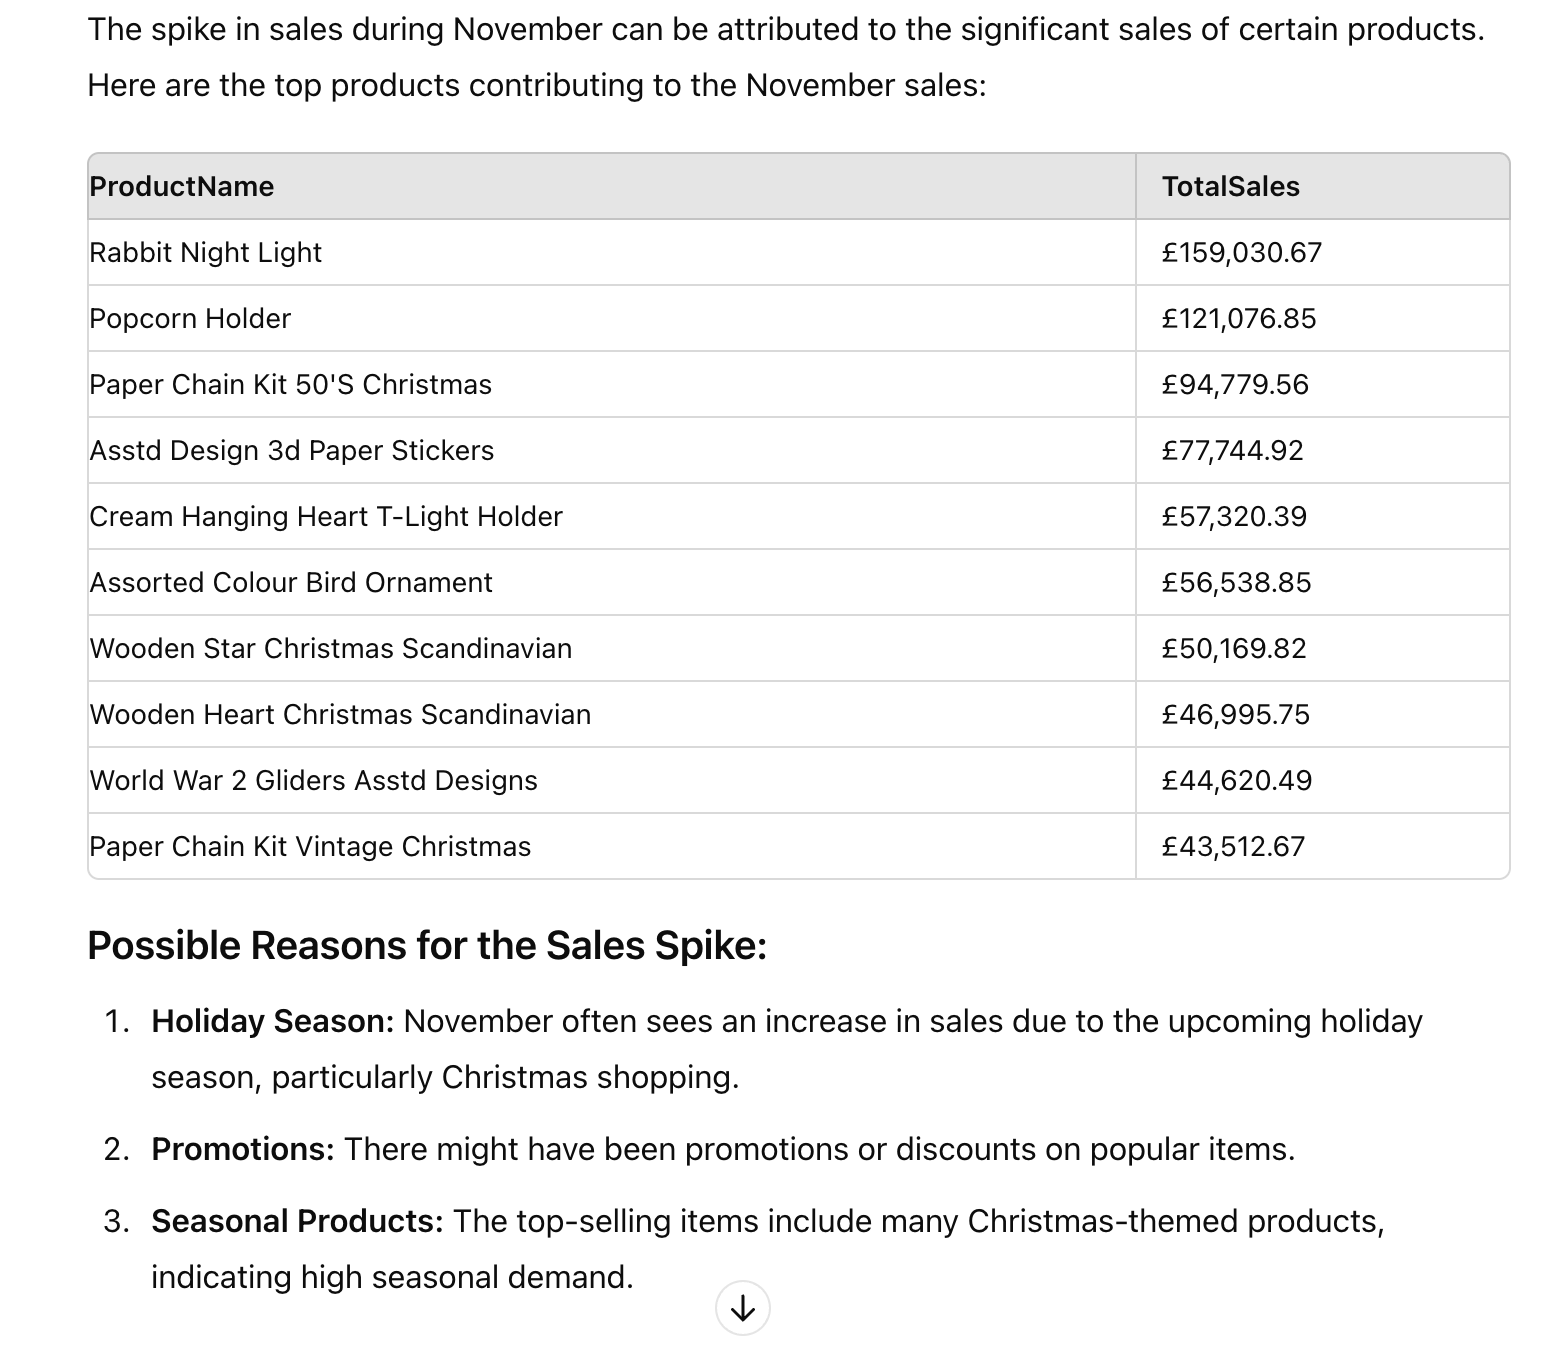 The spike in sales during November can be attributed to the significant sales of certain products.
Here are the top products contributing to the November sales:
ProductName TotalSales
Rabbit Night Light £159,030.67
Popcorn Holder £121,076.85
Paper Chain Kit 50'S Christmas £94,779.56
Asstd Design 3d Paper Stickers £77,744.92
Cream Hanging Heart T-Light Holder £57,320.39
Assorted Colour Bird Ornament £56,538.85
Wooden Star Christmas Scandinavian £50,169.82
Wooden Heart Christmas Scandinavian £46,995.75
World War 2 Gliders Asstd Designs £44,620.49
Paper Chain Kit Vintage Christmas £43,512.67
Possible Reasons for the Sales Spike:
1. Holiday Season: November often sees an increase in sales due to the upcoming holiday
season, particularly Christmas shopping.
2. Promotions: There might have been promotions or discounts on popular items.
3. Seasonal Products: The top-selling items include many Christmas-themed products,
indicating high seasonal demand.